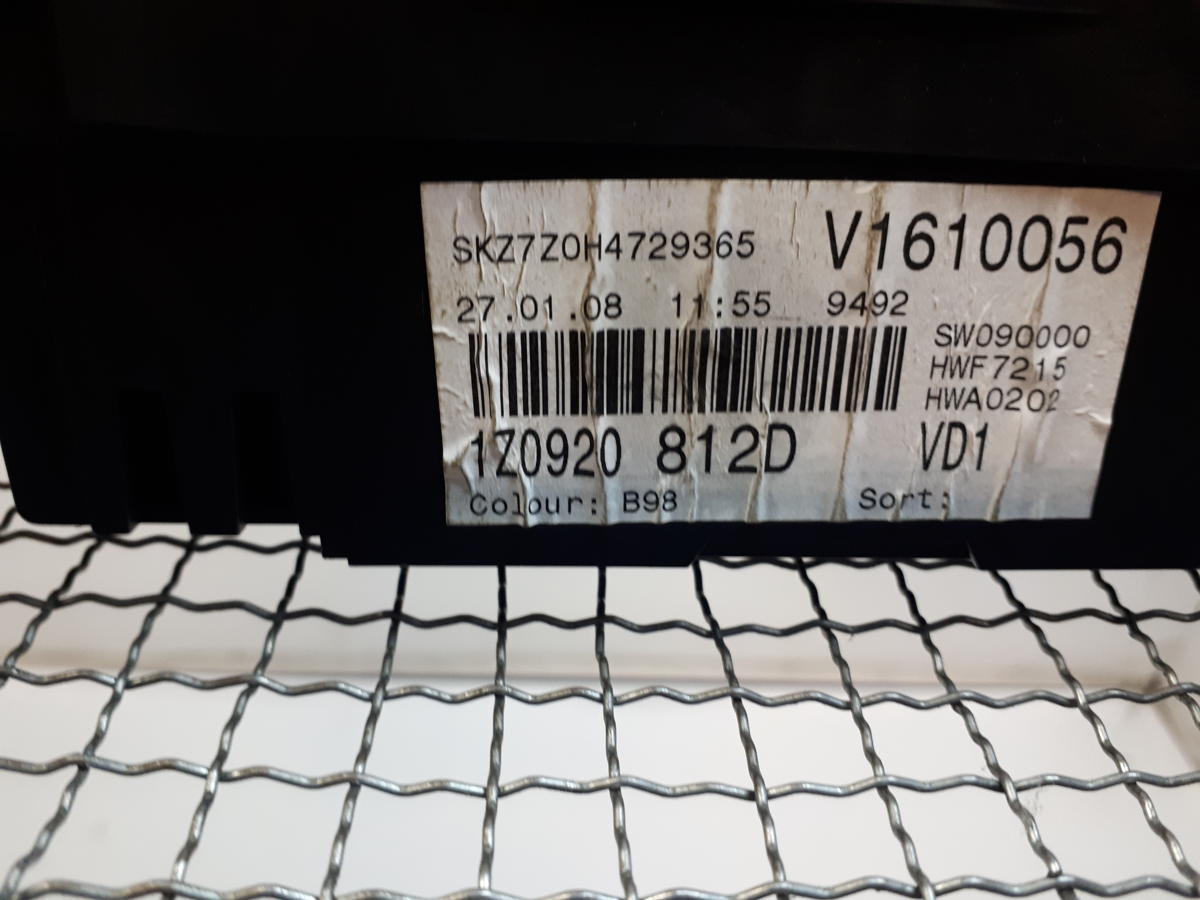 SKZ7Z0H4729365 V1610056
27.01.08 11:55 9492
SW090000
HWF7215
HWA0202
1Z0920 812D VD1
Colour: B98 Sort: